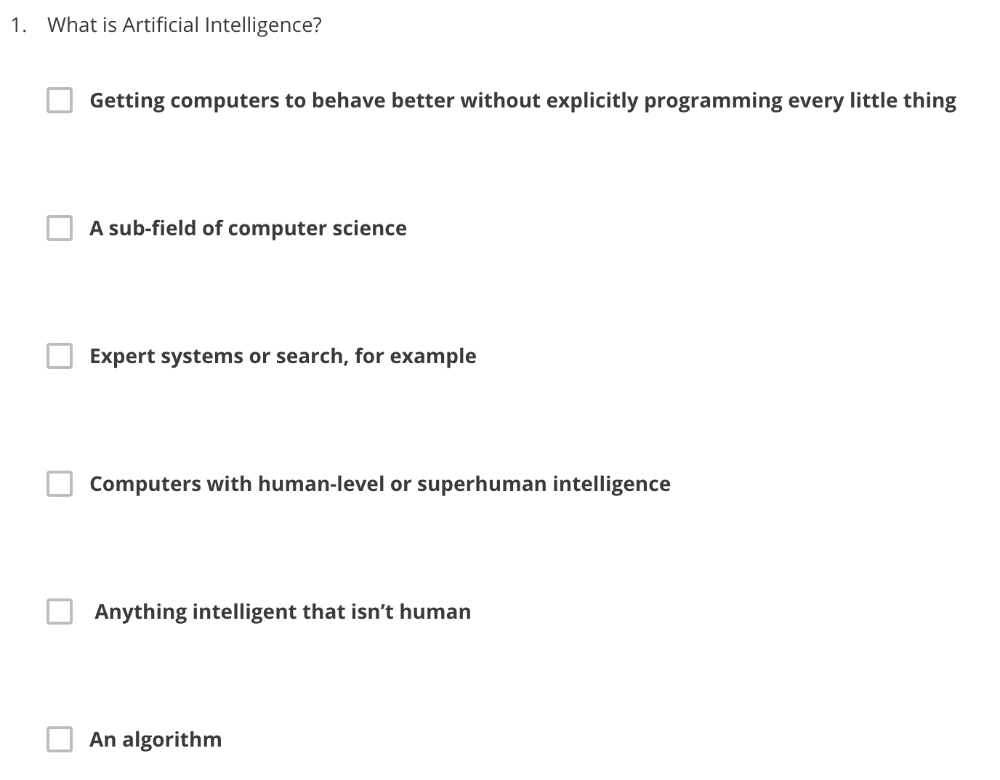 1. What is Artificial Intelligence?
Getting computers to behave better without explicitly programming every little thing
A sub-field of computer science
Expert systems or search, for example
Computers with human-level or superhuman intelligence
Anything intelligent that isn’t human
An algorithm